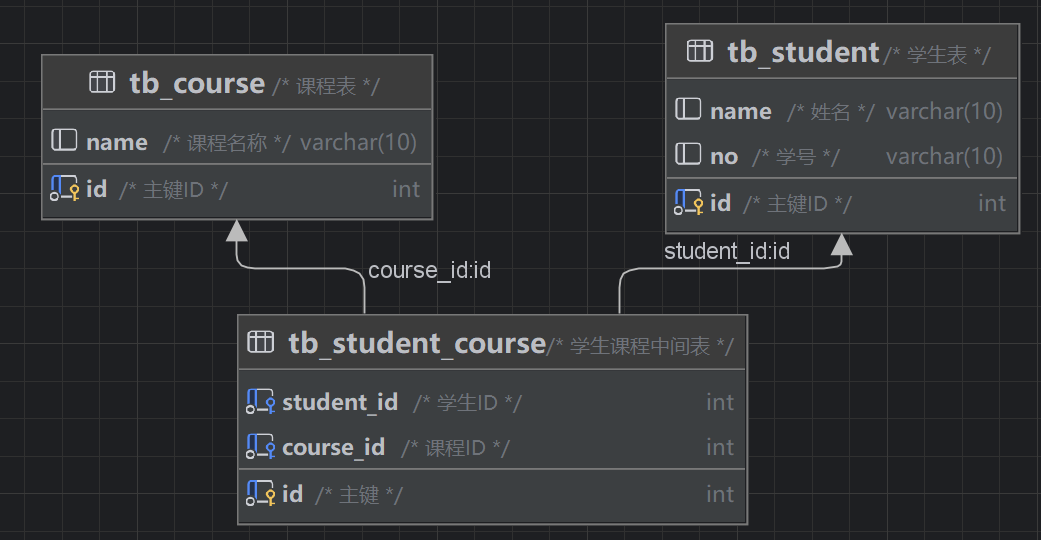 tb_course /* 课程表 */
name /* 课程名称 */ varchar(10)
id /* 主键ID */ int
tb_student /* 学生表 */
name /* 姓名 */ varchar(10)
no /* 学号 */ varchar(10)
id /* 主键ID */ int
course_id:id
student_id:id
tb_student_course /* 学生课程中间表 */
student_id /* 学生ID */ int
course_id /* 课程ID */ int
id /* 主键 */ int